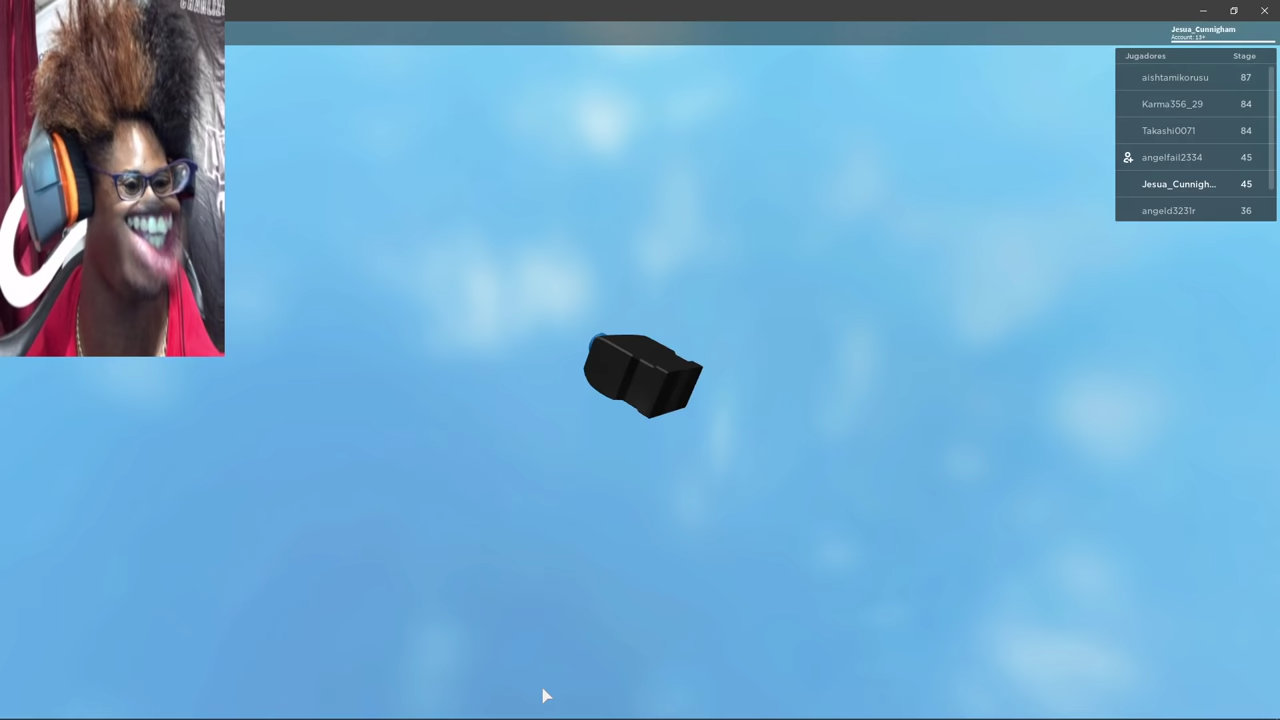 Jesua_Cunnigham
Account: 13+
Jugadores Stage
aishtamikorusu 87
Karma356_29 84
Takashi0071 84
angelfail2334 45
Jesua_Cunnigh... 45
angeld3231r 36